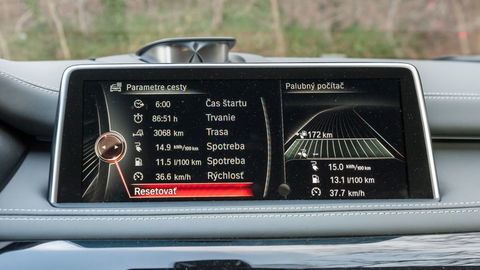 Parametre cesty
6:00 Čas štartu
86:51 h Trvanie
3068 km Trasa
14.9 kWh/100 km Spotreba
11.5 l/100 km Spotreba
36.6 km/h Rýchlosť
Resetovať
Palubný počítač
172 km
15.0 kWh/100 km
13.1 l/100 km
37.7 km/h